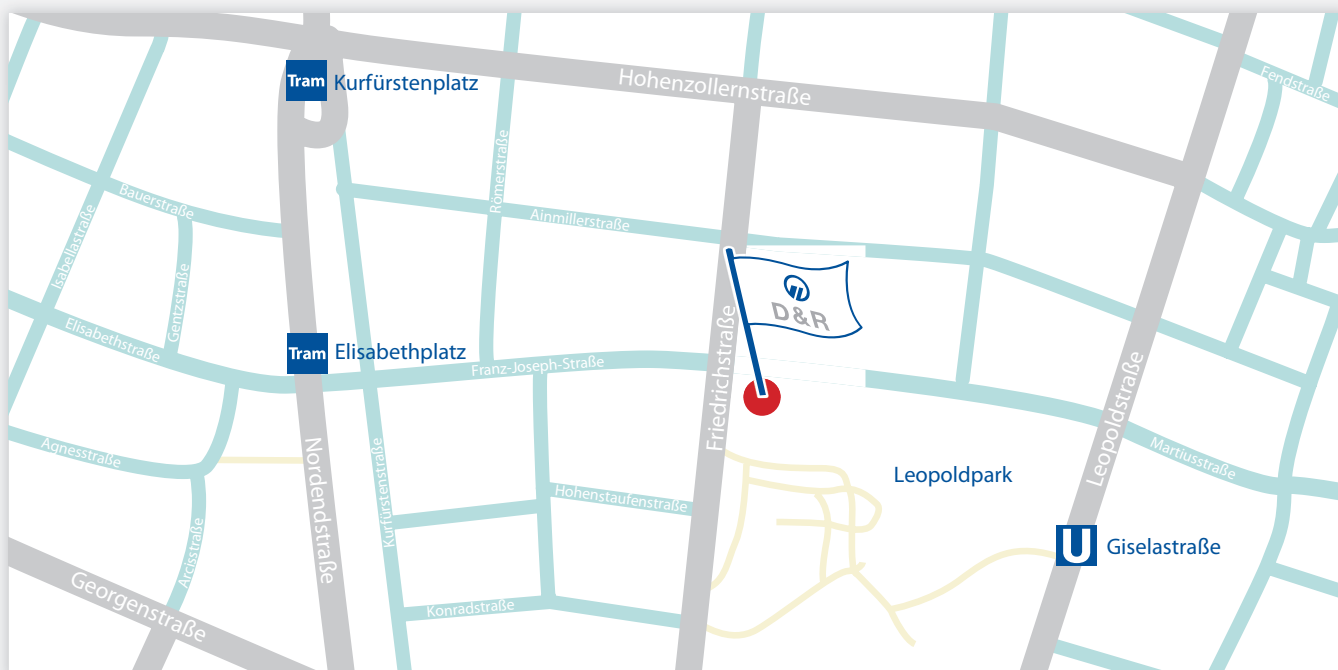 Tram Kurfürstenplatz
Hohenzollernstraße
Fendstraße
Römerstraße
Bauerstraße
Ainmillerstraße
Isabellastraße
Gentzstraße
D&R
Elisabethstraße
Tram Elisabethplatz
Franz-Joseph-Straße
Friedrichstraße
Leopoldstraße
Agnesstraße
Nordendstraße
Kurfürstenstraße
Hohenstaufenstraße
Leopoldpark
Martiusstraße
Arcisstraße
U Giselastraße
Georgenstraße
Konradstraße